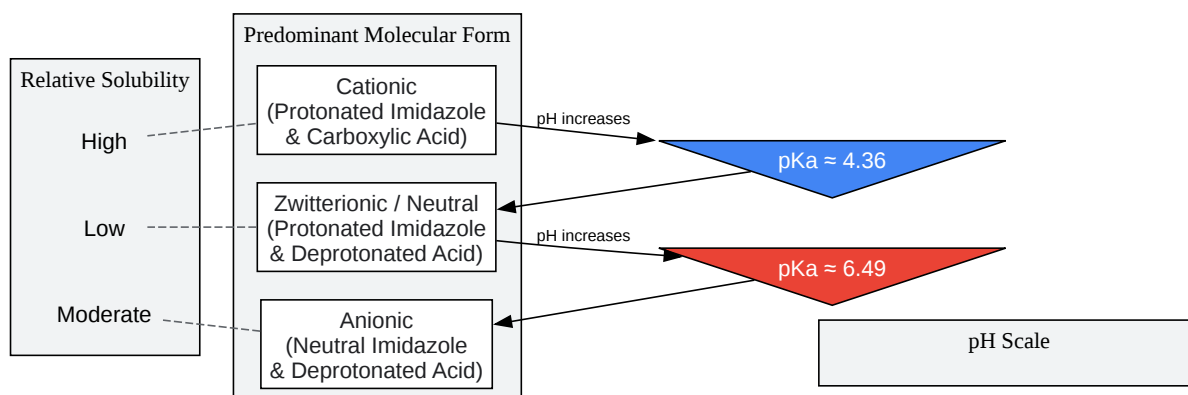 Predominant Molecular Form
Relative Solubility
Cationic
(Protonated Imidazole
& Carboxylic Acid)
High
pH increases
pKa ≈ 4.36
Zwitterionic / Neutral
(Protonated Imidazole
& Deprotonated Acid)
Low
pH increases
pKa ≈ 6.49
Moderate
Anionic
(Neutral Imidazole
& Deprotonated Acid)
pH Scale